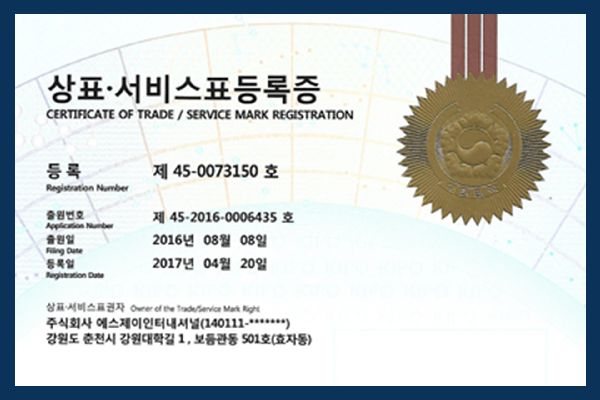 상표·서비스표등록증
CERTIFICATE OF TRADE / SERVICE MARK REGISTRATION
등 록 제 45-0073150 호
Registration Number
출원번호 제 45-2016-0006435 호
Application Number
출원일 2016년 08월 08일
Filing Date
등록일 2017년 04월 20일
Registration Date
상표·서비스표권자 Owner of the Trade/Service Mark Right
주식회사 에스제이인터내셔널(140111-*******)
강원도 춘천시 강원대학길 1 , 보듬관동 501호(효자동)